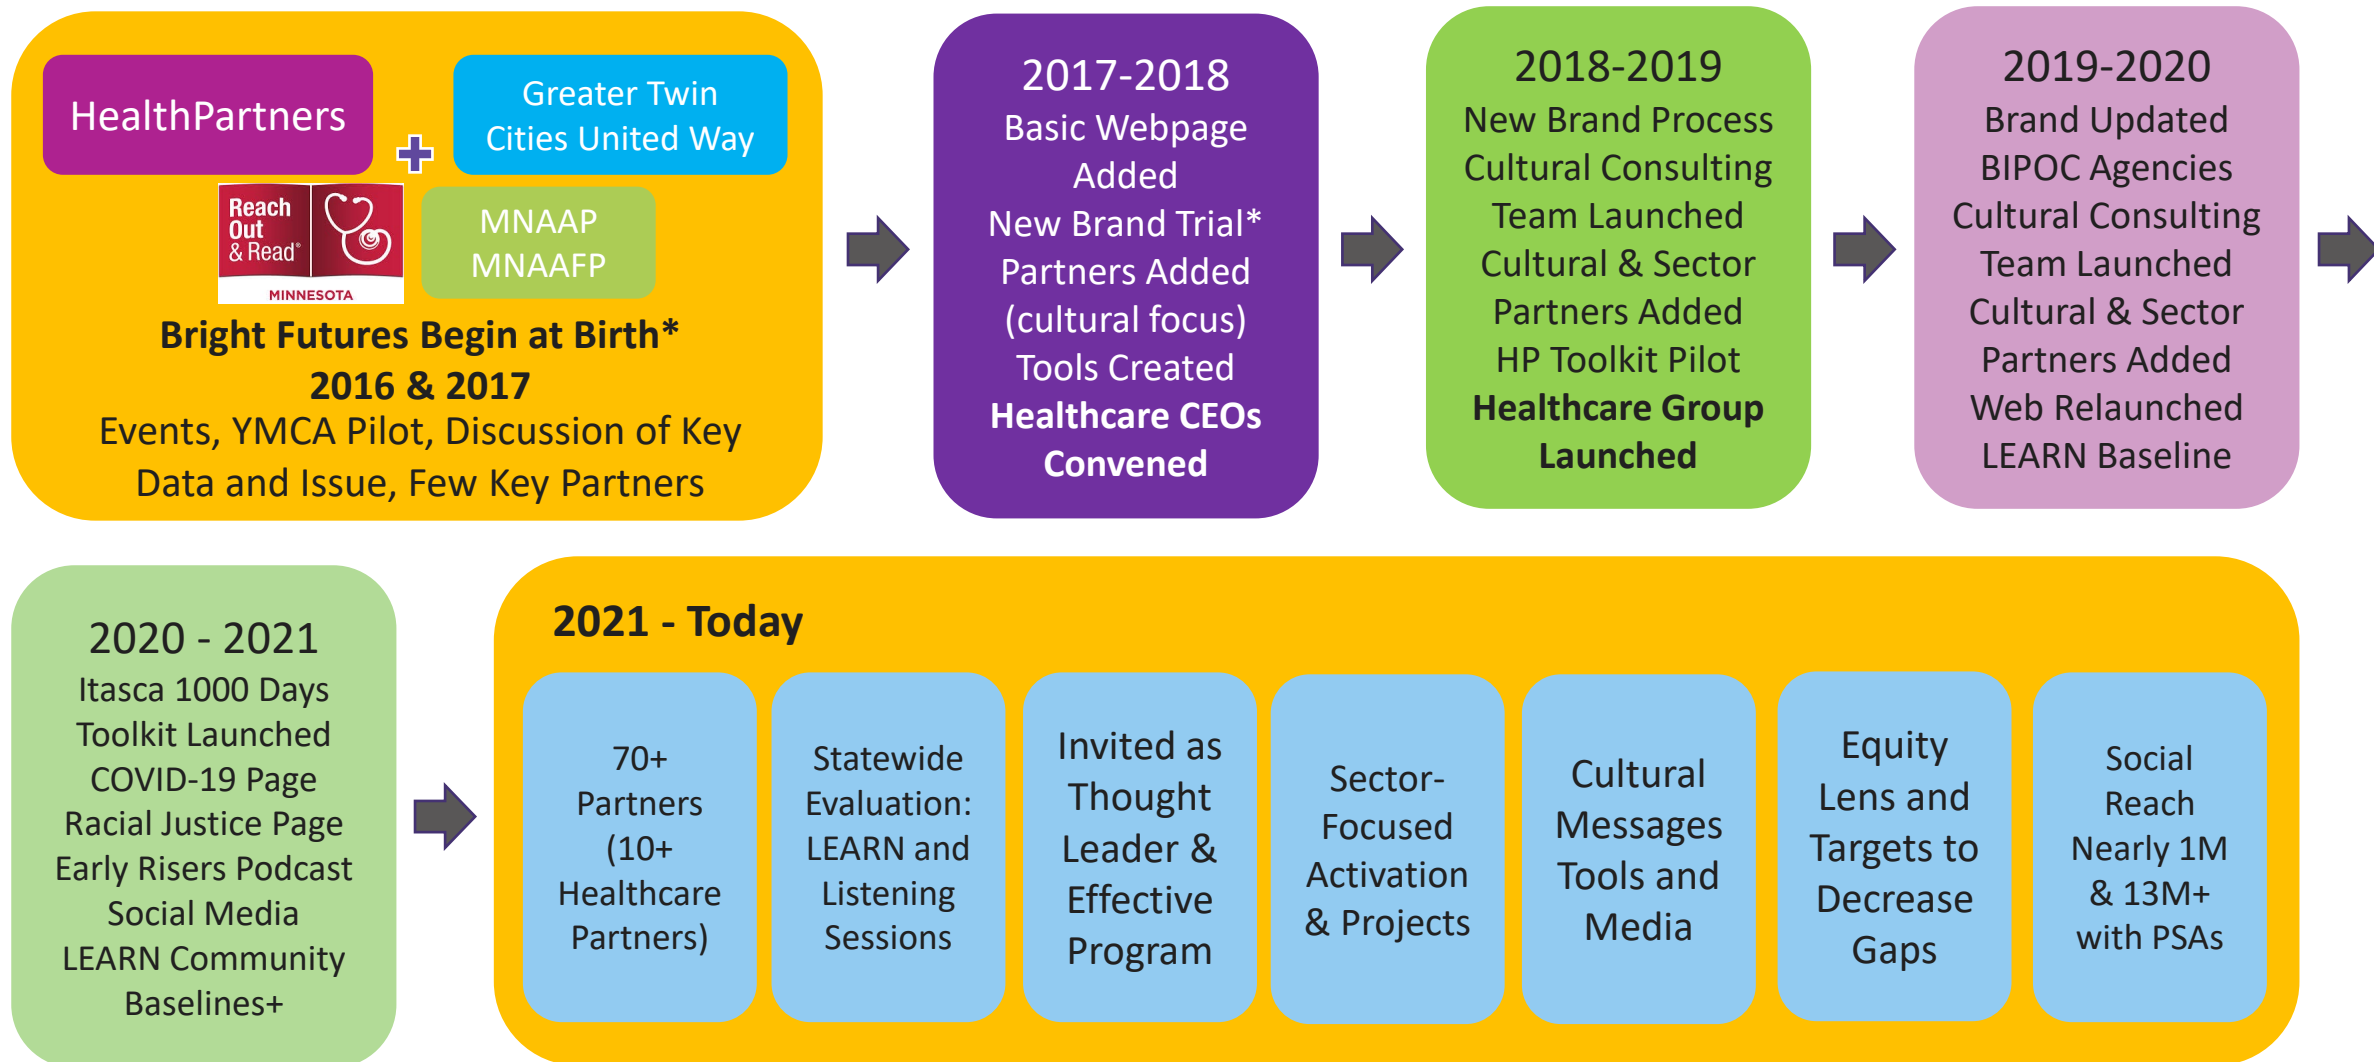 HealthPartners
Greater Twin
Cities United Way
Reach
Out
& Read®
MINNESOTA
MNAAP
MNAAFP
Bright Futures Begin at Birth*
2016 & 2017
Events, YMCA Pilot, Discussion of Key
Data and Issue, Few Key Partners
2017-2018
Basic Webpage
Added
New Brand Trial*
Partners Added
(cultural focus)
Tools Created
Healthcare CEOs
Convened
2018-2019
New Brand Process
Cultural Consulting
Team Launched
Cultural & Sector
Partners Added
HP Toolkit Pilot
Healthcare Group
Launched
2019-2020
Brand Updated
BIPOC Agencies
Cultural Consulting
Team Launched
Cultural & Sector
Partners Added
Web Relaunched
LEARN Baseline
2020 - 2021
Itasca 1000 Days
Toolkit Launched
COVID-19 Page
Racial Justice Page
Early Risers Podcast
Social Media
LEARN Community
Baselines+
2021 - Today
70+
Partners
(10+
Healthcare
Partners)
Statewide
Evaluation:
LEARN and
Listening
Sessions
Invited as
Thought
Leader &
Effective
Program
Sector-
Focused
Activation
& Projects
Cultural
Messages
Tools and
Media
Equity
Lens and
Targets to
Decrease
Gaps
Social
Reach
Nearly 1M
& 13M+
with PSAs